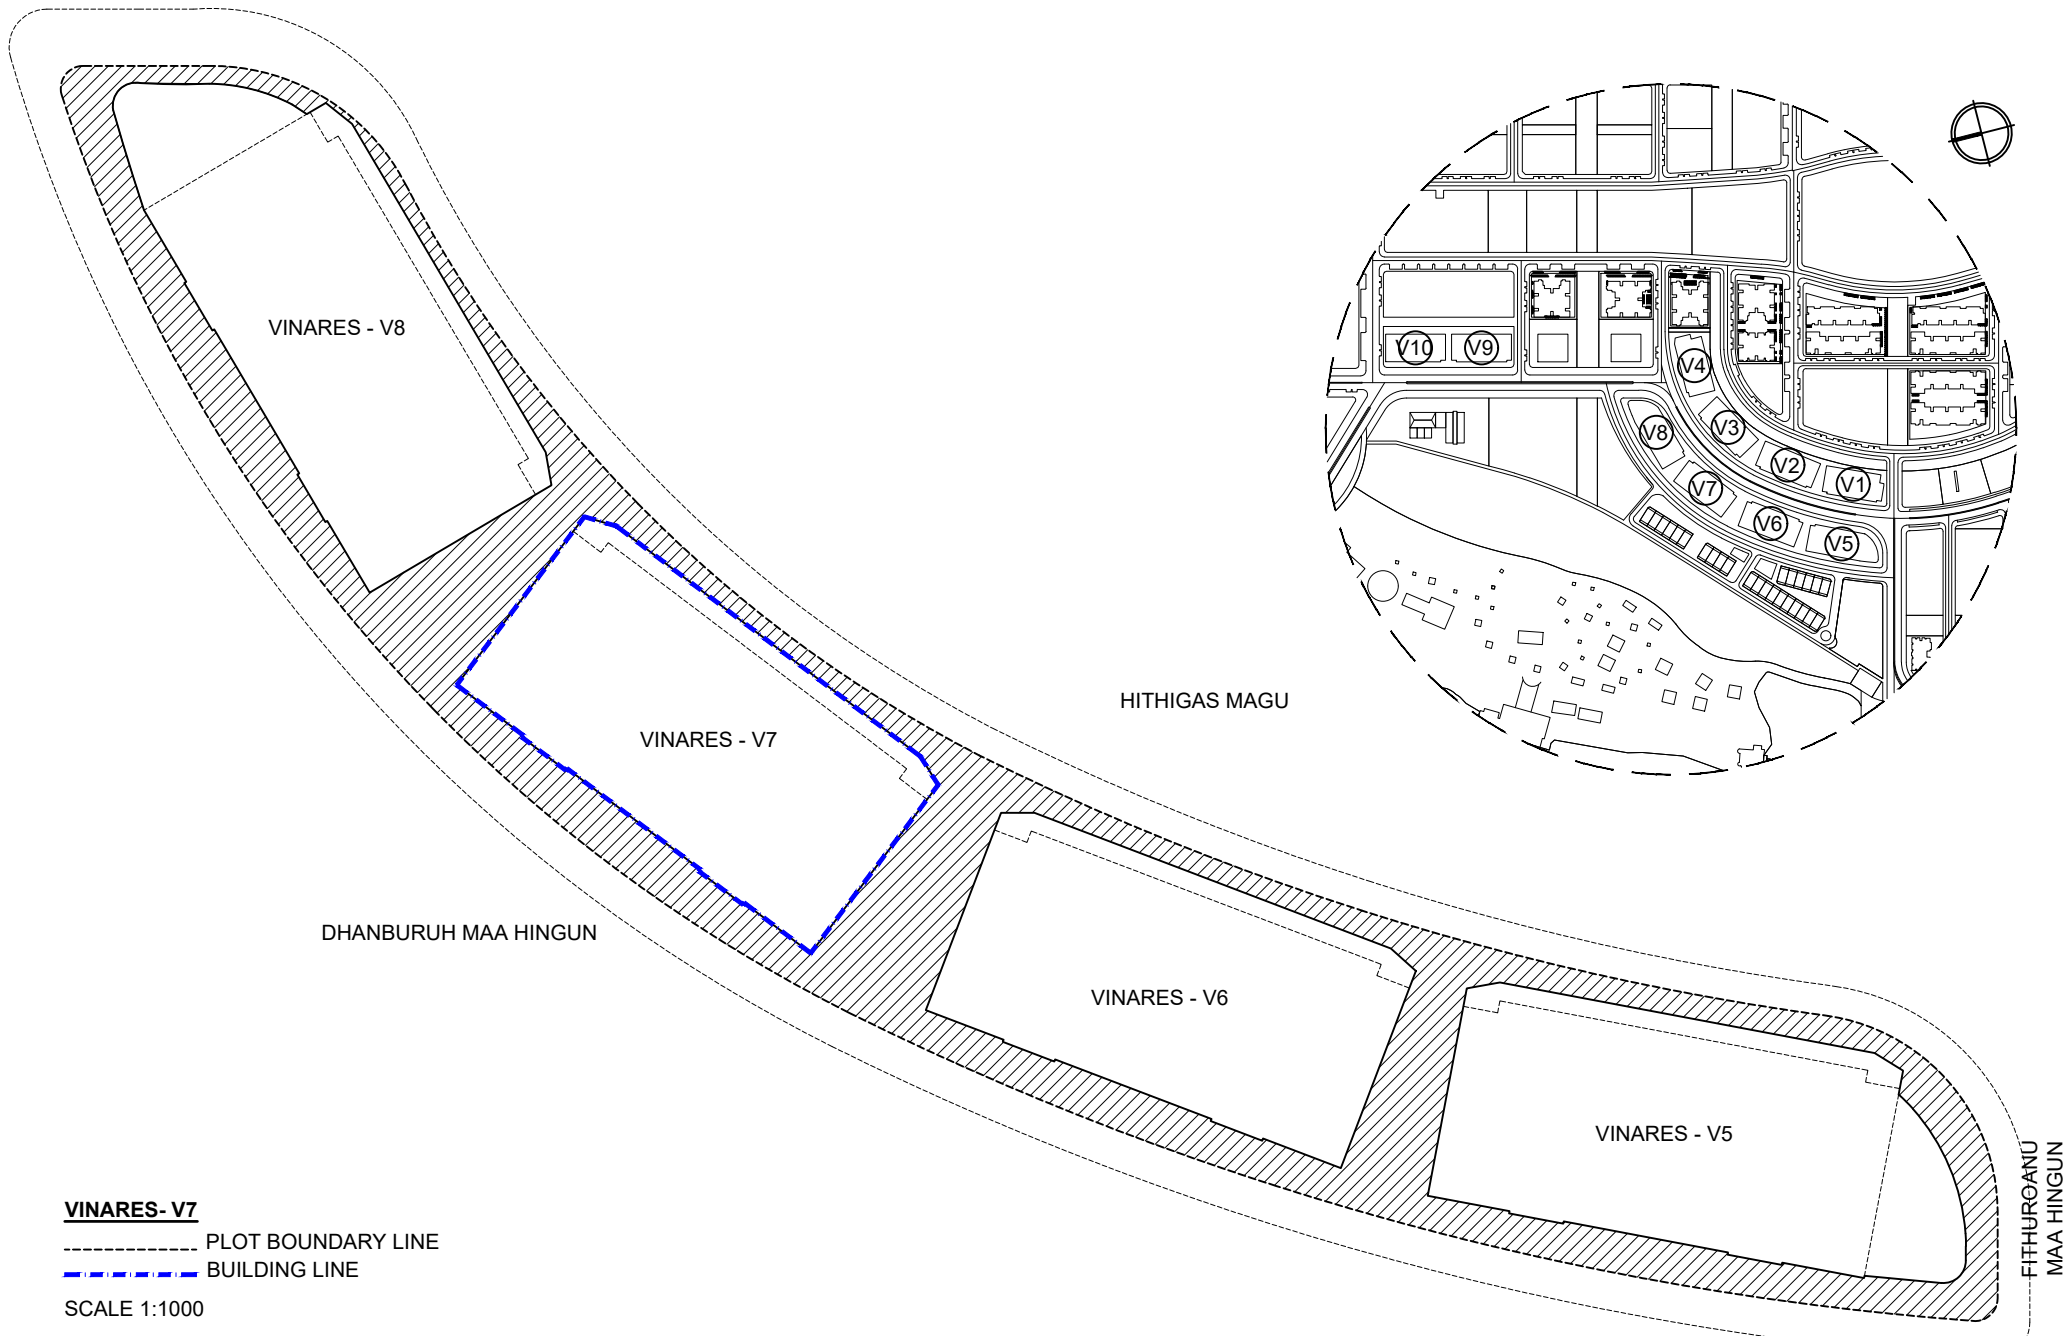 VINARES - V8
V10
V9
V4
V3
V8
V2
V1
V7
V6
V5
HITHIGAS MAGU
VINARES - V7
DHANBURUH MAA HINGUN
VINARES - V6
VINARES - V5
FITHUROANU
MAA HINGUN
VINARES- V7
PLOT BOUNDARY LINE
BUILDING LINE
SCALE 1:1000